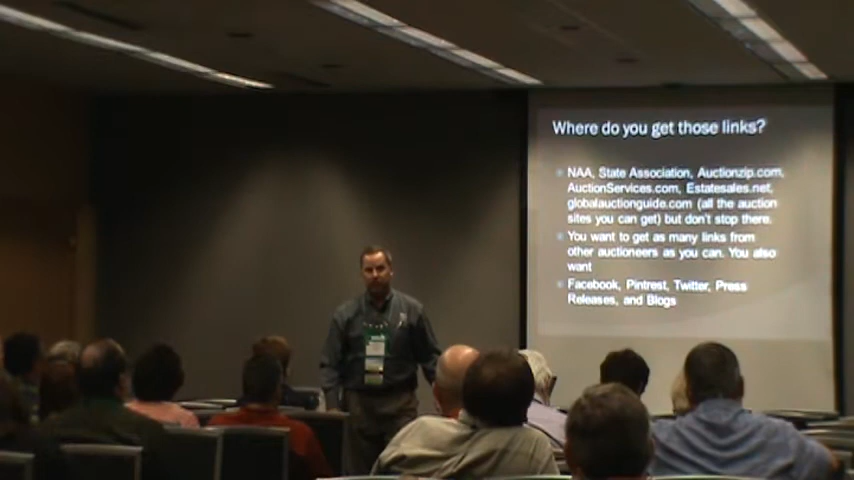 Where do you get those links?
NAA, State Association, Auctionzip.com,
AuctionServices.com, Estatesales.net,
globalauctionguide.com (all the auction
sites you can get) but don't stop there.
You want to get as many links from
other auctioneers as you can. You also
want
Facebook, Pintrest, Twitter, Press
Releases, and Blogs